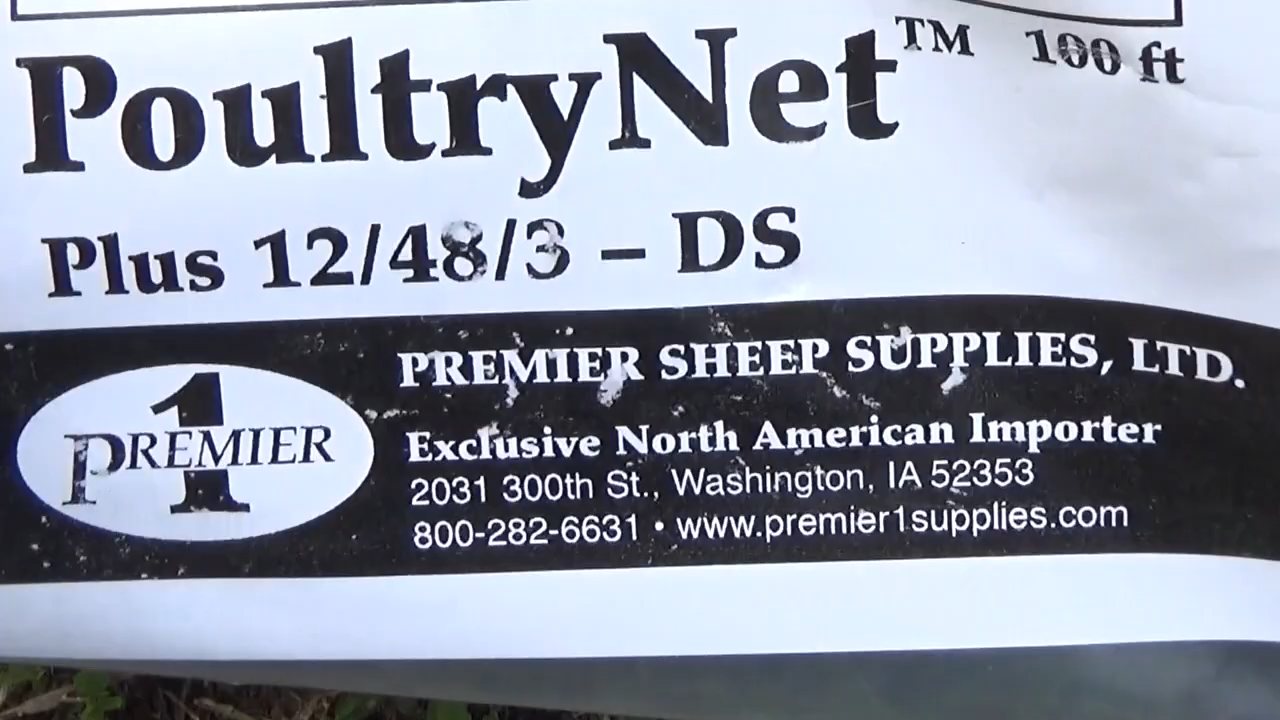 PoultryNet™ 100 ft
Plus 12/48/3 – DS
1
PREMIER
PREMIER SHEEP SUPPLIES, LTD.
Exclusive North American Importer
2031 300th St., Washington, IA 52353
800-282-6631 • www.premier1supplies.com